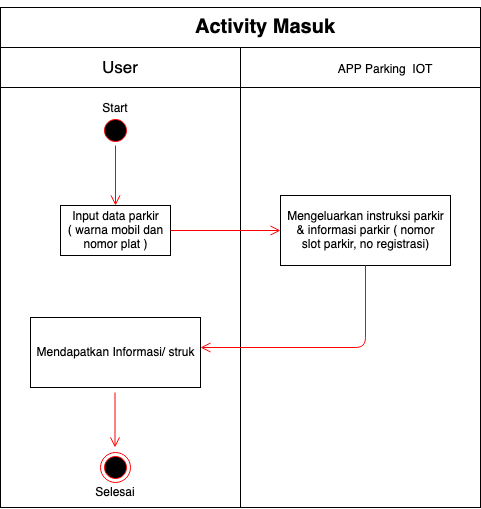 Activity Masuk
User
APP Parking IOT
Start
Input data parkir
( warna mobil dan
nomor plat )
Mengeluarkan instruksi parkir
& informasi parkir ( nomor
slot parkir, no registrasi)
Mendapatkan Informasi/ struk
Selesai